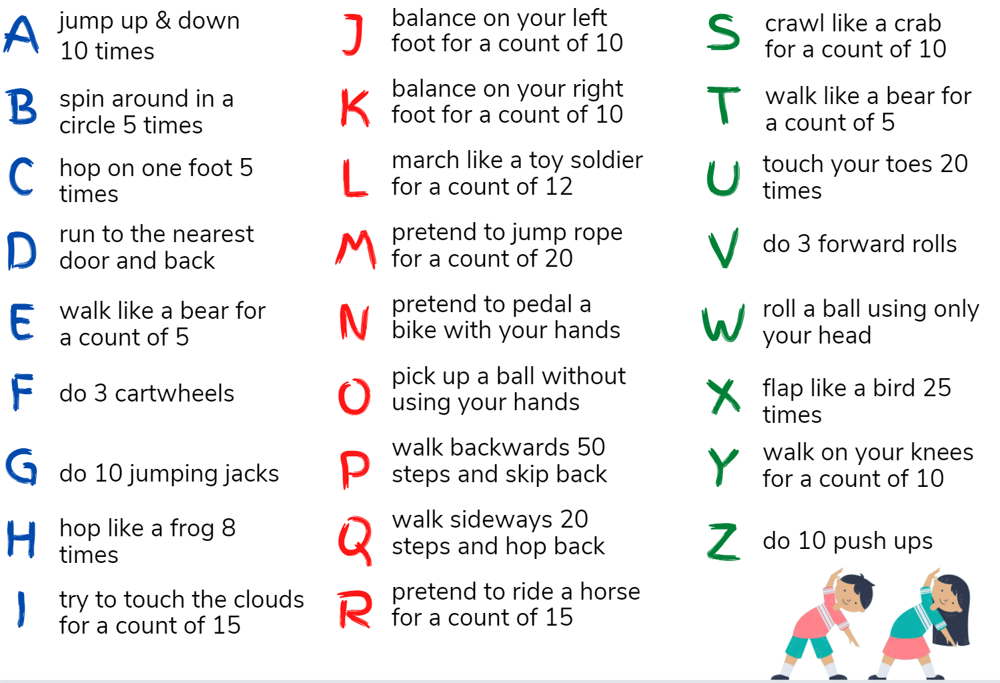 A
jump up & down
10 times
B
spin around in a
circle 5 times
C
hop on one foot 5
times
D
run to the nearest
door and back
E
walk like a bear for
a count of 5
F
do 3 cartwheels
G
do 10 jumping jacks
H
hop like a frog 8
times
I
try to touch the clouds
for a count of 15
J
balance on your left
foot for a count of 10
K
balance on your right
foot for a count of 10
L
march like a toy soldier
for a count of 12
M
pretend to jump rope
for a count of 20
N
pretend to pedal a
bike with your hands
O
pick up a ball without
using your hands
P
walk backwards 50
steps and skip back
Q
walk sideways 20
steps and hop back
R
pretend to ride a horse
for a count of 15
S
crawl like a crab
for a count of 10
T
walk like a bear for
a count of 5
U
touch your toes 20
times
V
do 3 forward rolls
W
roll a ball using only
your head
X
flap like a bird 25
times
Y
walk on your knees
for a count of 10
Z
do 10 push ups